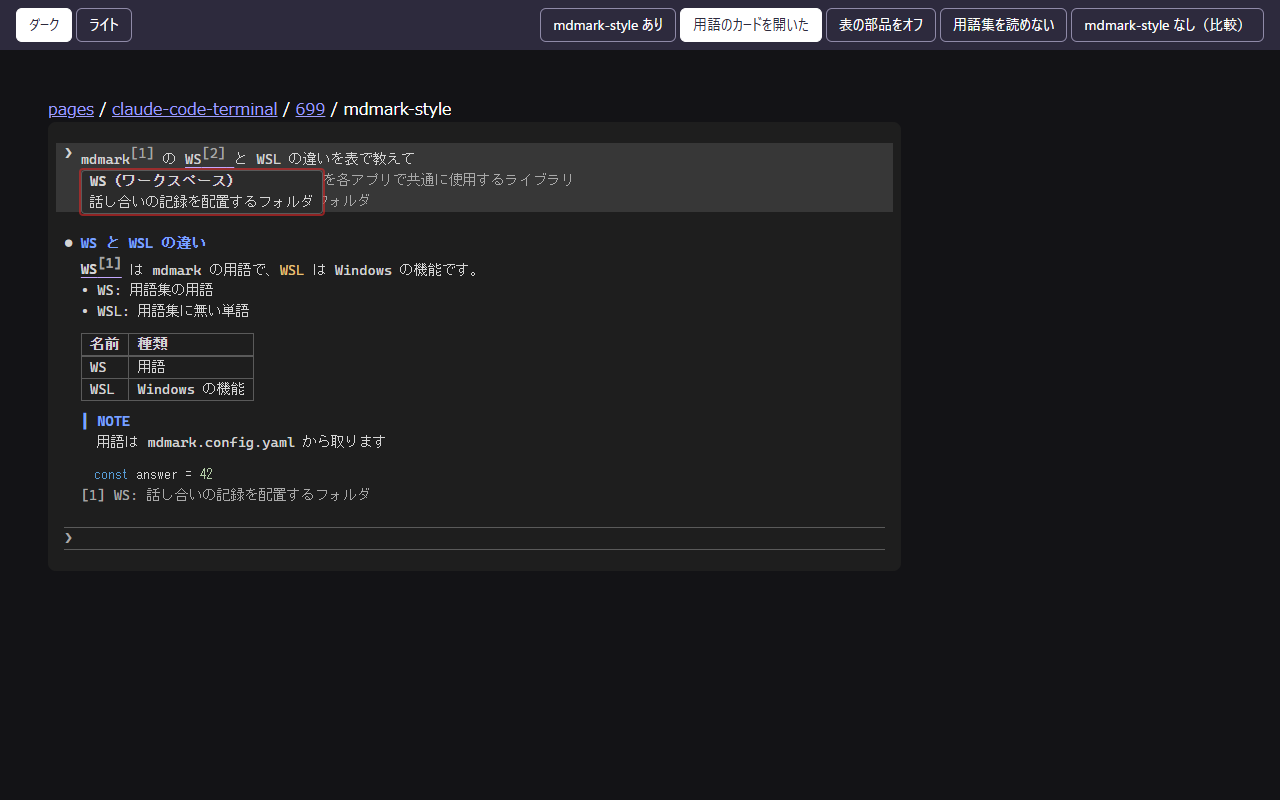 ダーク ライト mdmark-style あり 用語のカードを開いた 表の部品をオフ 用語集を読めない mdmark-style なし（比較）
pages / claude-code-terminal / 699 / mdmark-style
❯ mdmark[1] の WS[2] と WSL の違いを表で教えて
WS（ワークスペース） を各アプリで共通に使用するライブラリ
話し合いの記録を配置するフォルダ フォルダ
● WS と WSL の違い
WS[1] は mdmark の用語で、WSL は Windows の機能です。
• WS: 用語集の用語
• WSL: 用語集に無い単語
名前 種類
WS 用語
WSL Windows の機能
NOTE
用語は mdmark.config.yaml から取ります
const answer = 42
[1] WS: 話し合いの記録を配置するフォルダ
❯